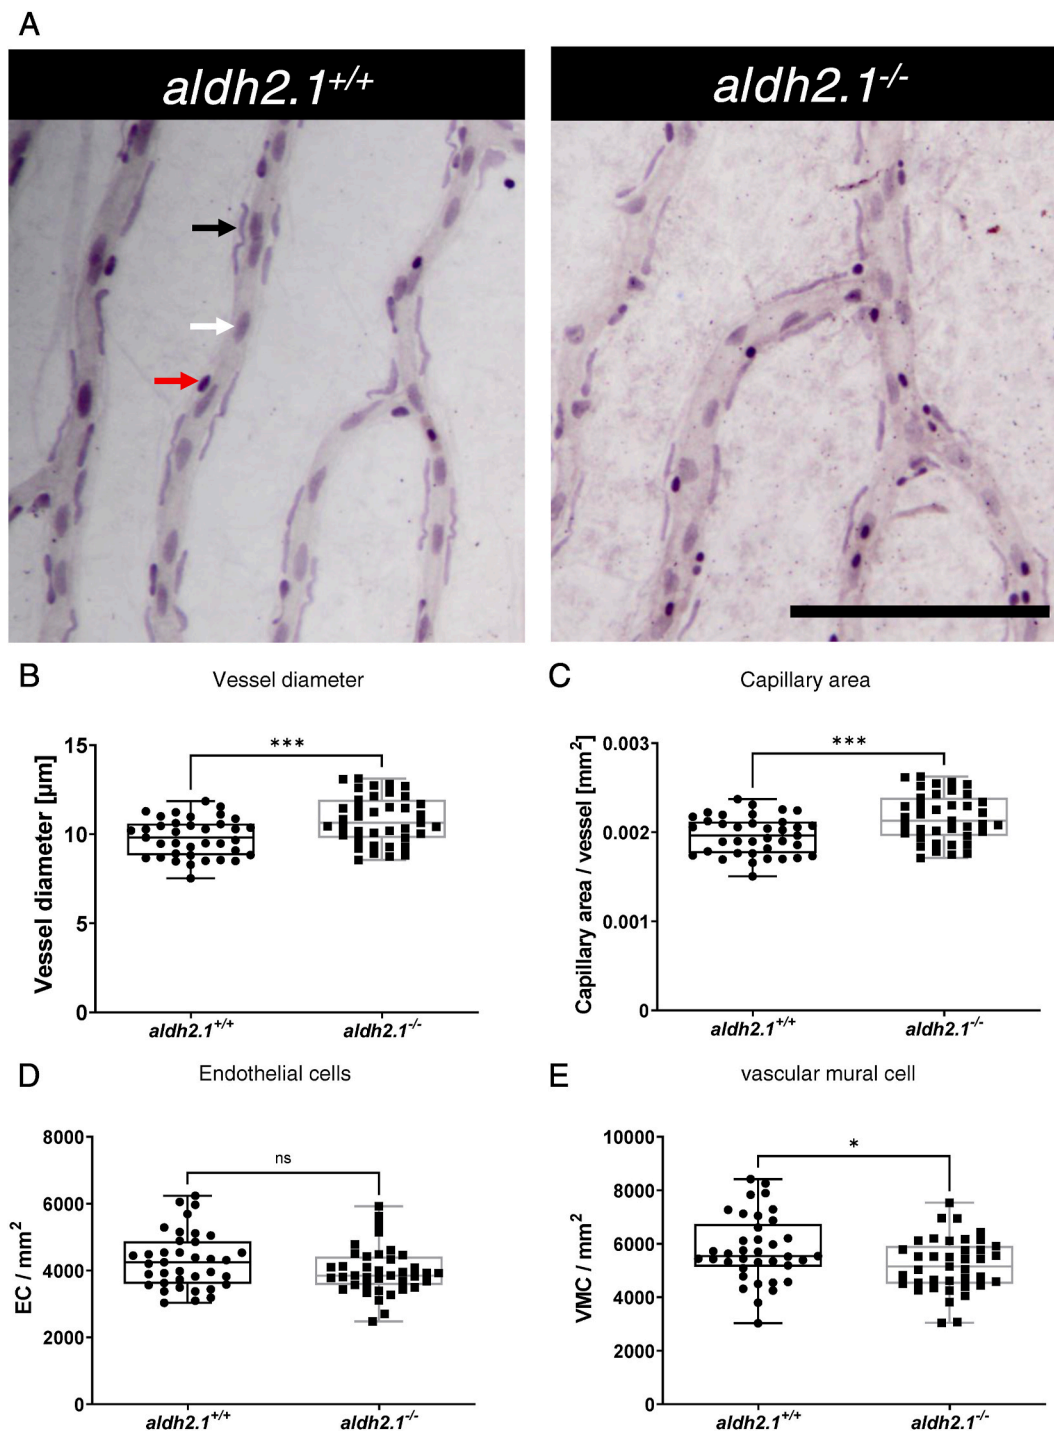 A
aldh2.1+/+
aldh2.1-/-
B
Vessel diameter
Vessel diameter [µm]
15
10
5
0
***
aldh2.1+/+
aldh2.1-/-
C
Capillary area
Capillary area / vessel [mm2]
0.003
0.002
0.001
0
***
aldh2.1+/+
aldh2.1-/-
D
Endothelial cells
EC / mm2
8000
6000
4000
2000
0
ns
aldh2.1+/+
aldh2.1-/-
E
vascular mural cell
VMC / mm2
10000
8000
6000
4000
2000
0
*
aldh2.1+/+
aldh2.1-/-